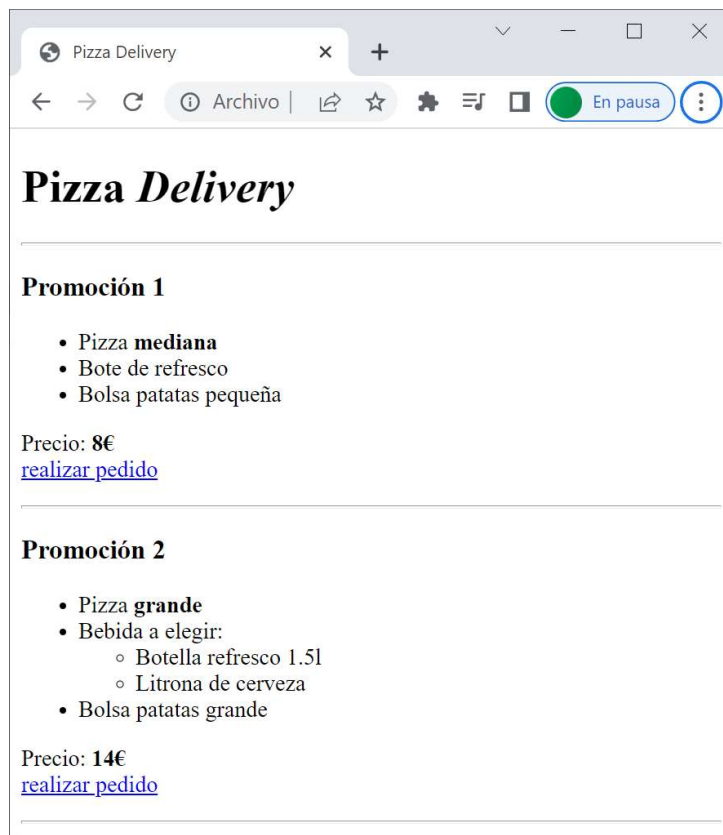 Pizza Delivery
Archivo
En pausa
Pizza Delivery
Promoción 1
Pizza mediana
Bote de refresco
Bolsa patatas pequeña
Precio: 8€
realizar pedido
Promoción 2
Pizza grande
Bebida a elegir:
Botella refresco 1.5l
Litrona de cerveza
Bolsa patatas grande
Precio: 14€
realizar pedido